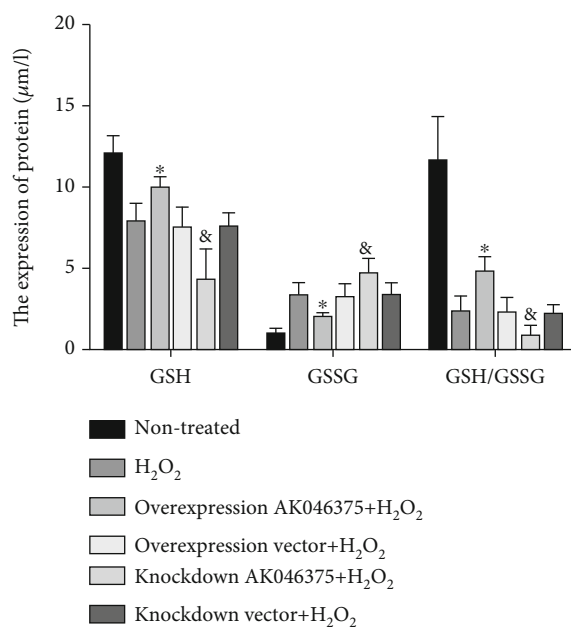 The expression of protein (μm/l)
20
15
10
5
0
*
&
*
&
*
&
GSH
GSSG
GSH/GSSG
Non-treated
H₂O₂
Overexpression AK046375+H₂O₂
Overexpression vector+H₂O₂
Knockdown AK046375+H₂O₂
Knockdown vector+H₂O₂